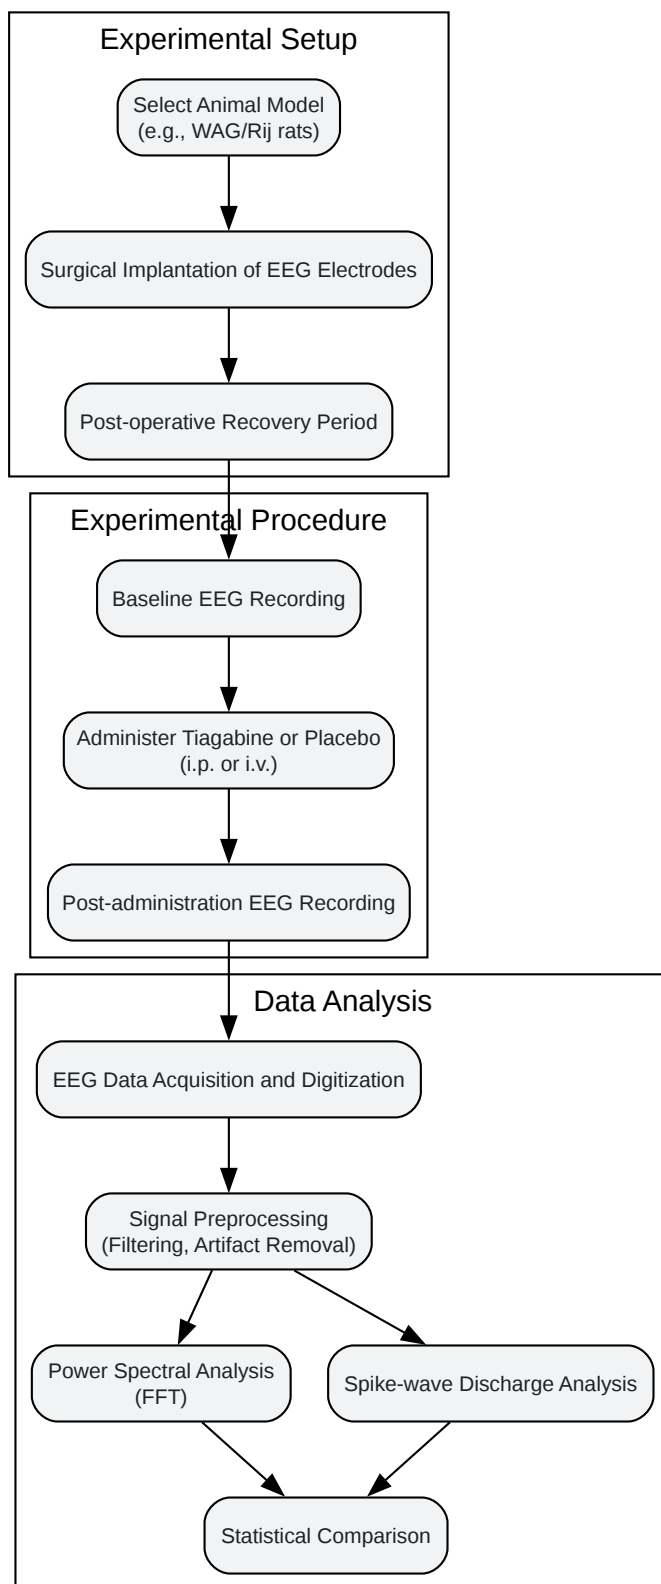 Experimental Setup
Select Animal Model
(e.g., WAG/Rij rats)
Surgical Implantation of EEG Electrodes
Post-operative Recovery Period
Experimental Procedure
Baseline EEG Recording
Administer Tiagabine or Placebo
(i.p. or i.v.)
Post-administration EEG Recording
Data Analysis
EEG Data Acquisition and Digitization
Signal Preprocessing
(Filtering, Artifact Removal)
Power Spectral Analysis
(FFT)
Spike-wave Discharge Analysis
Statistical Comparison